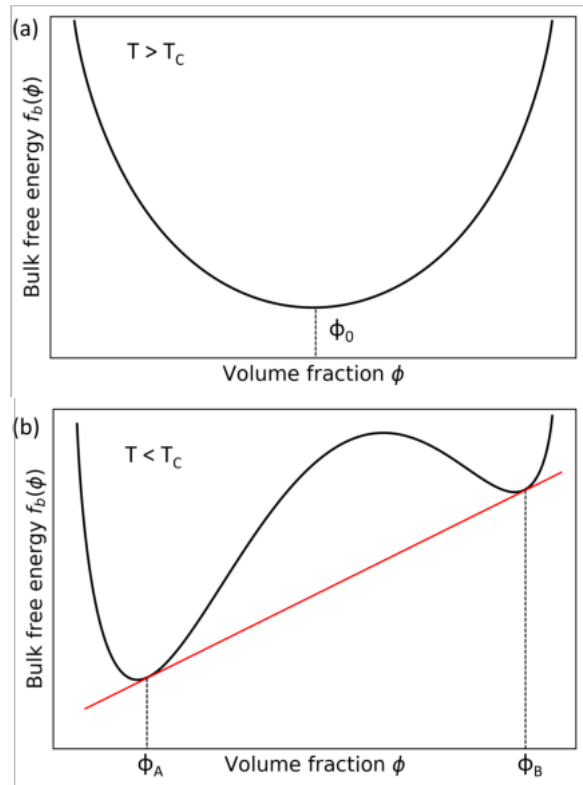 (a)
T > T_C
Bulk free energy f_b(ϕ)
ϕ_0
Volume fraction ϕ
(b)
T < T_C
Bulk free energy f_b(ϕ)
ϕ_A
Volume fraction ϕ
ϕ_B